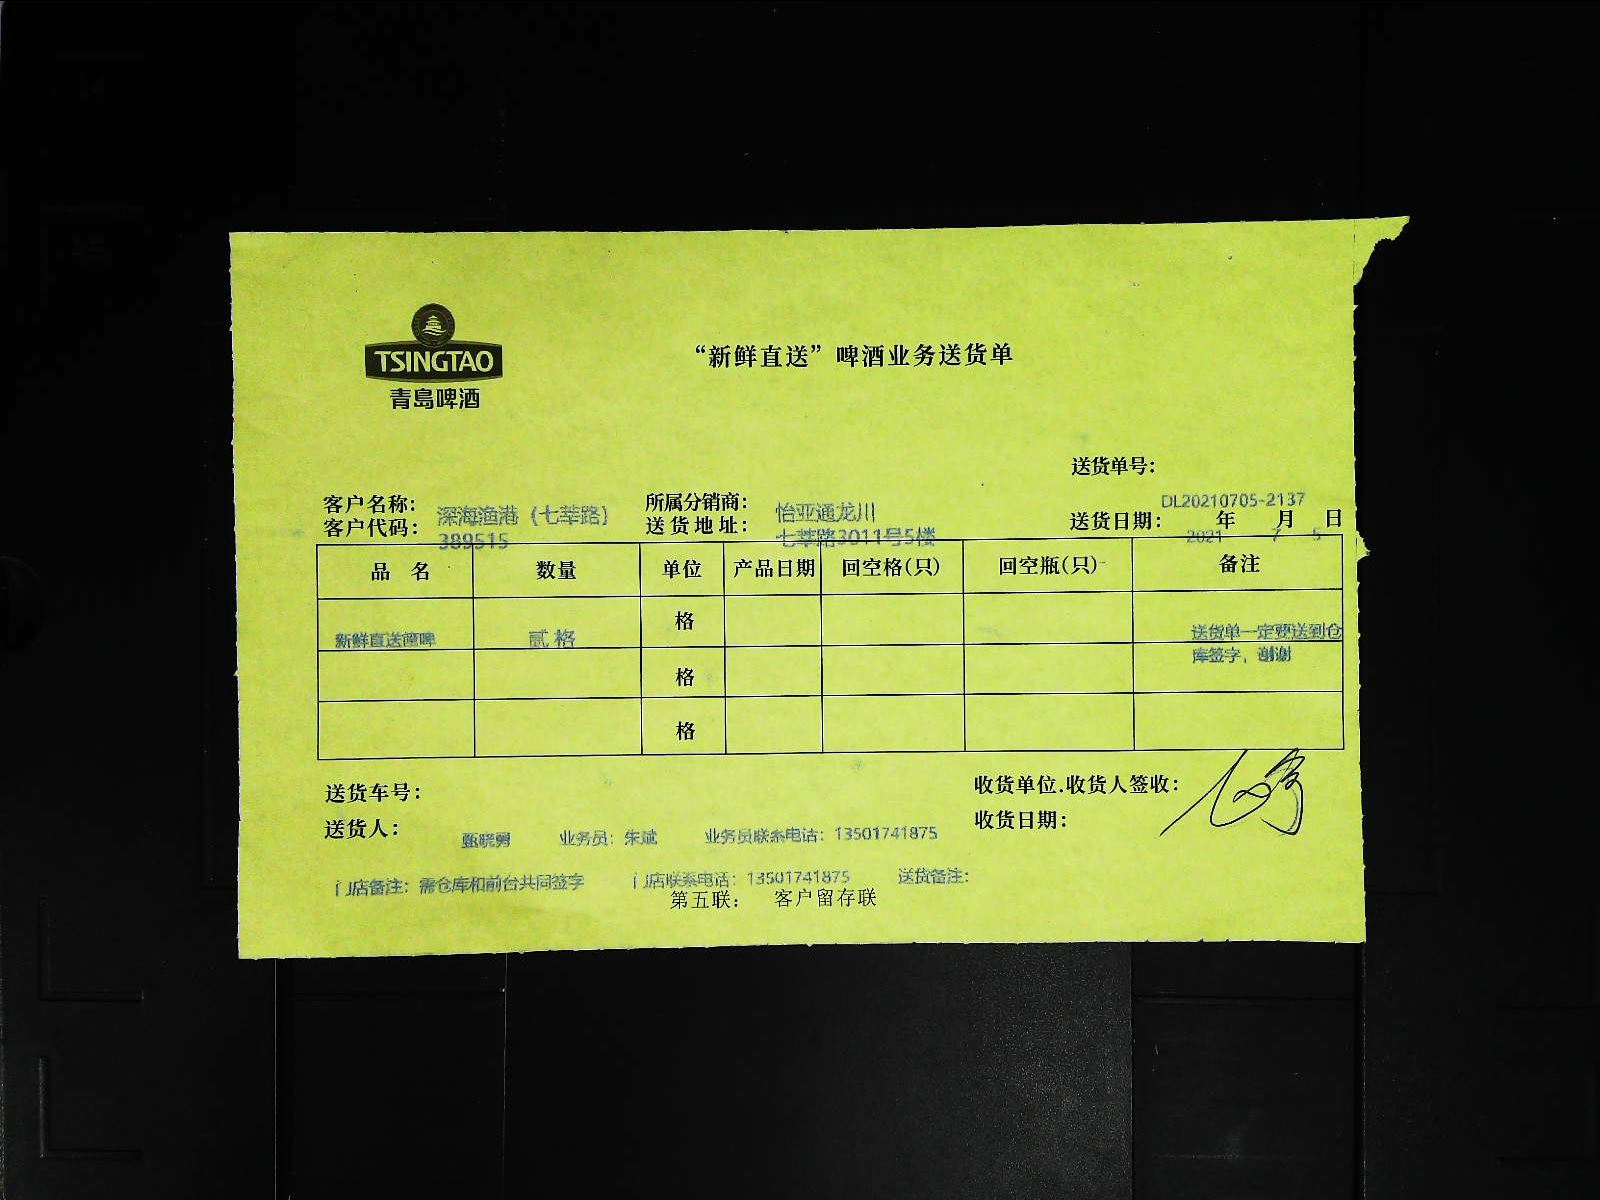 TSINGTAO
青岛啤酒
“新鲜直送”啤酒业务送货单
送货单号：
DL20210705-2137
客户名称： 深海渔港（七莘路） 所属分销商： 怡亚通龙川
客户代码： 389515 送货地址： 七莘路3011号5楼 送货日期： 2021 年 7 月 5 日
品 名 数量 单位 产品日期 回空格(只) 回空瓶(只) 备注
新鲜直送 贰格 格 送货单一定要送到仓
格 库签字，谢谢
格
送货车号： 收货单位.收货人签收：
送货人： 甄晓勇 业务员：朱斌 业务员联系电话：13501741875 收货日期：
门店备注：需仓库和前台共同签字 门店联系电话：13501741875 送货备注：
第五联： 客户留存联